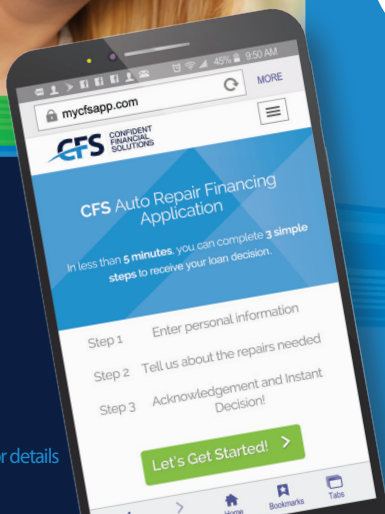 45% 9:50 AM
mycfsapp.com
MORE
CFS CONFIDENT
FINANCIAL
SOLUTIONS
CFS Auto Repair Financing
Application
In less than 5 minutes, you can complete 3 simple
steps to receive your loan decision.
Step 1 Enter personal information
Step 2 Tell us about the repairs needed
Step 3 Acknowledgement and Instant
Decision!
Let's Get Started! >
r details
Home
Bookmarks
Tabs